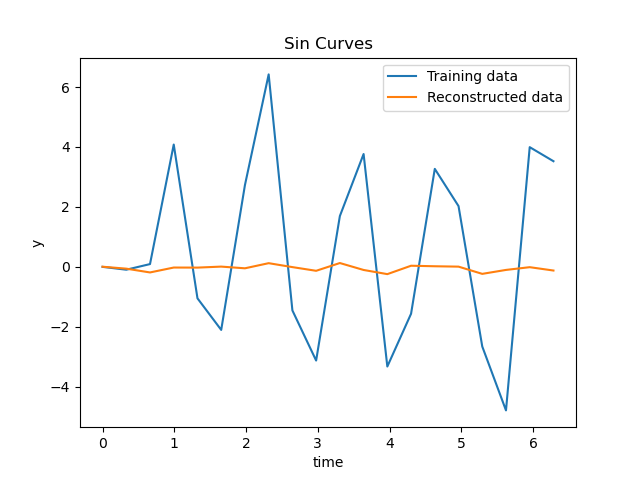 Sin Curves
Training data
Reconstructed data
6
4
2
0
−2
−4
y
0 1 2 3 4 5 6
time